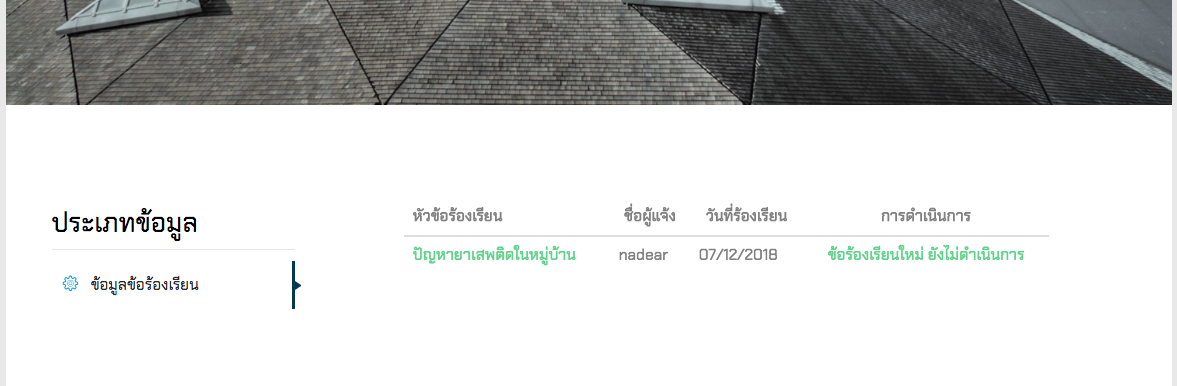 ประเภทข้อมูล
ข้อมูลข้อร้องเรียน
หัวข้อร้องเรียน ชื่อผู้แจ้ง วันที่ร้องเรียน การดำเนินการ
ปัญหายาเสพติดในหมู่บ้าน nadear 07/12/2018 ข้อร้องเรียนใหม่ ยังไม่ดำเนินการ